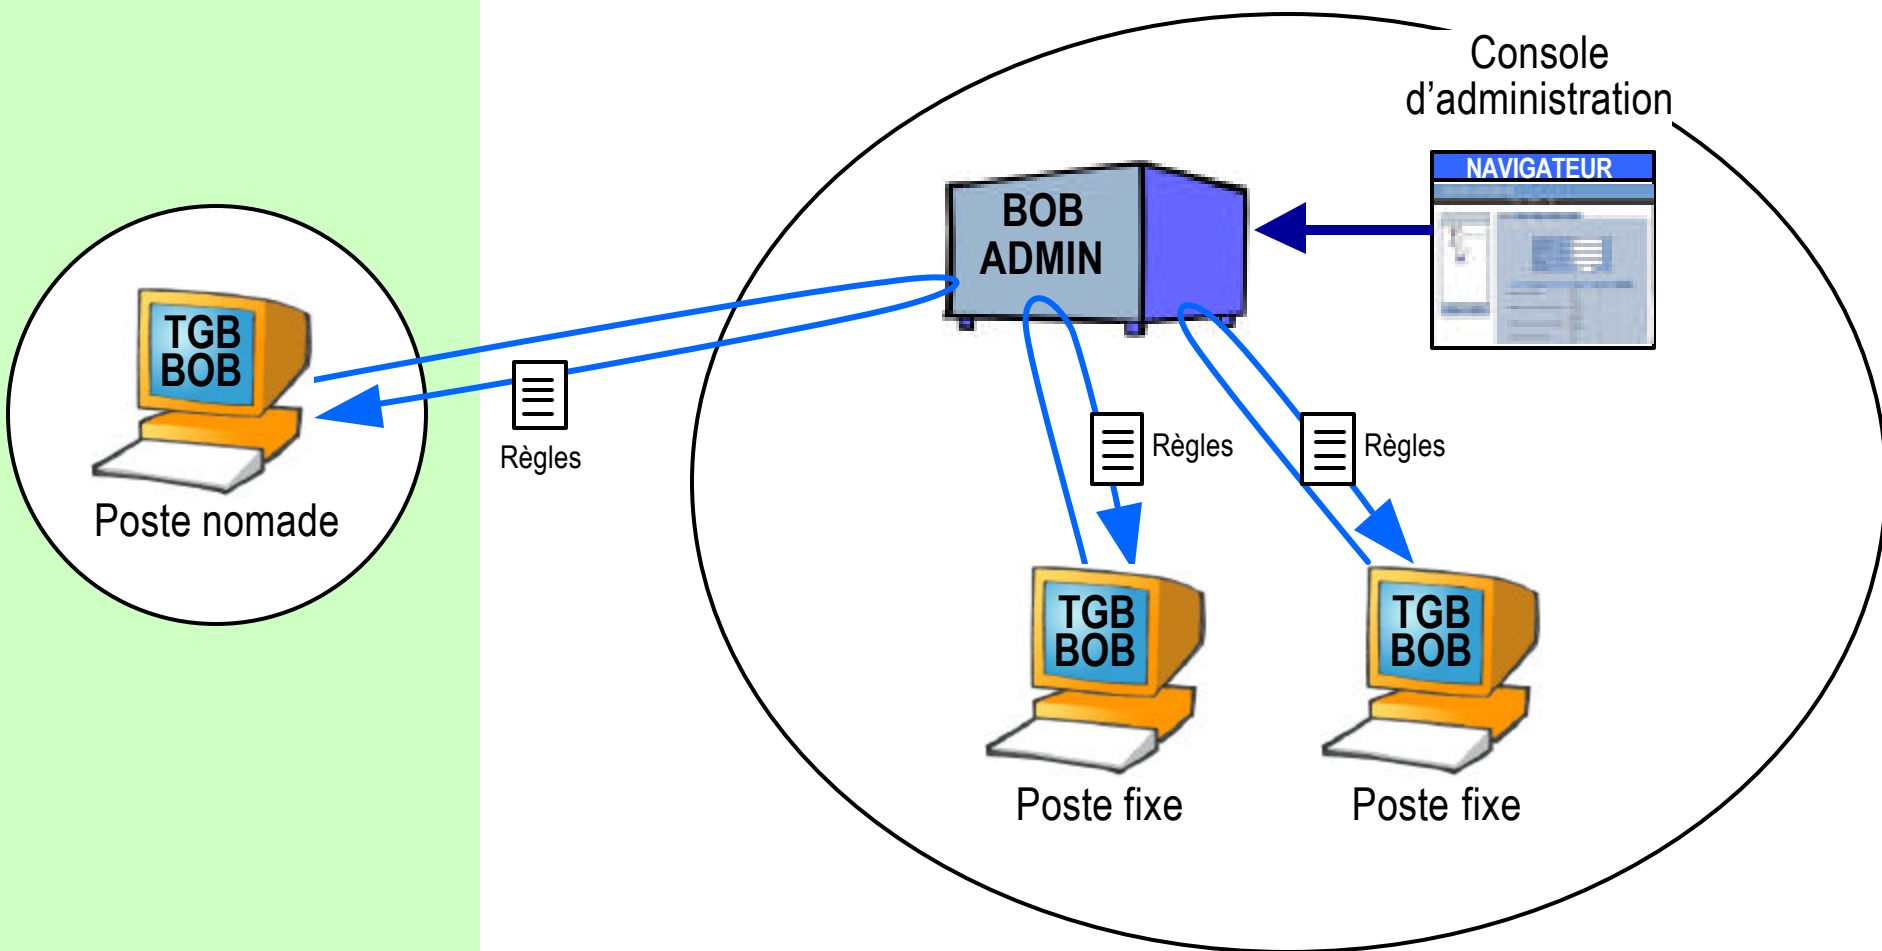 Console
d’administration
NAVIGATEUR
BOB
ADMIN
TGB
BOB
Règles
Poste nomade
Règles
Règles
TGB
BOB
TGB
BOB
Poste fixe
Poste fixe